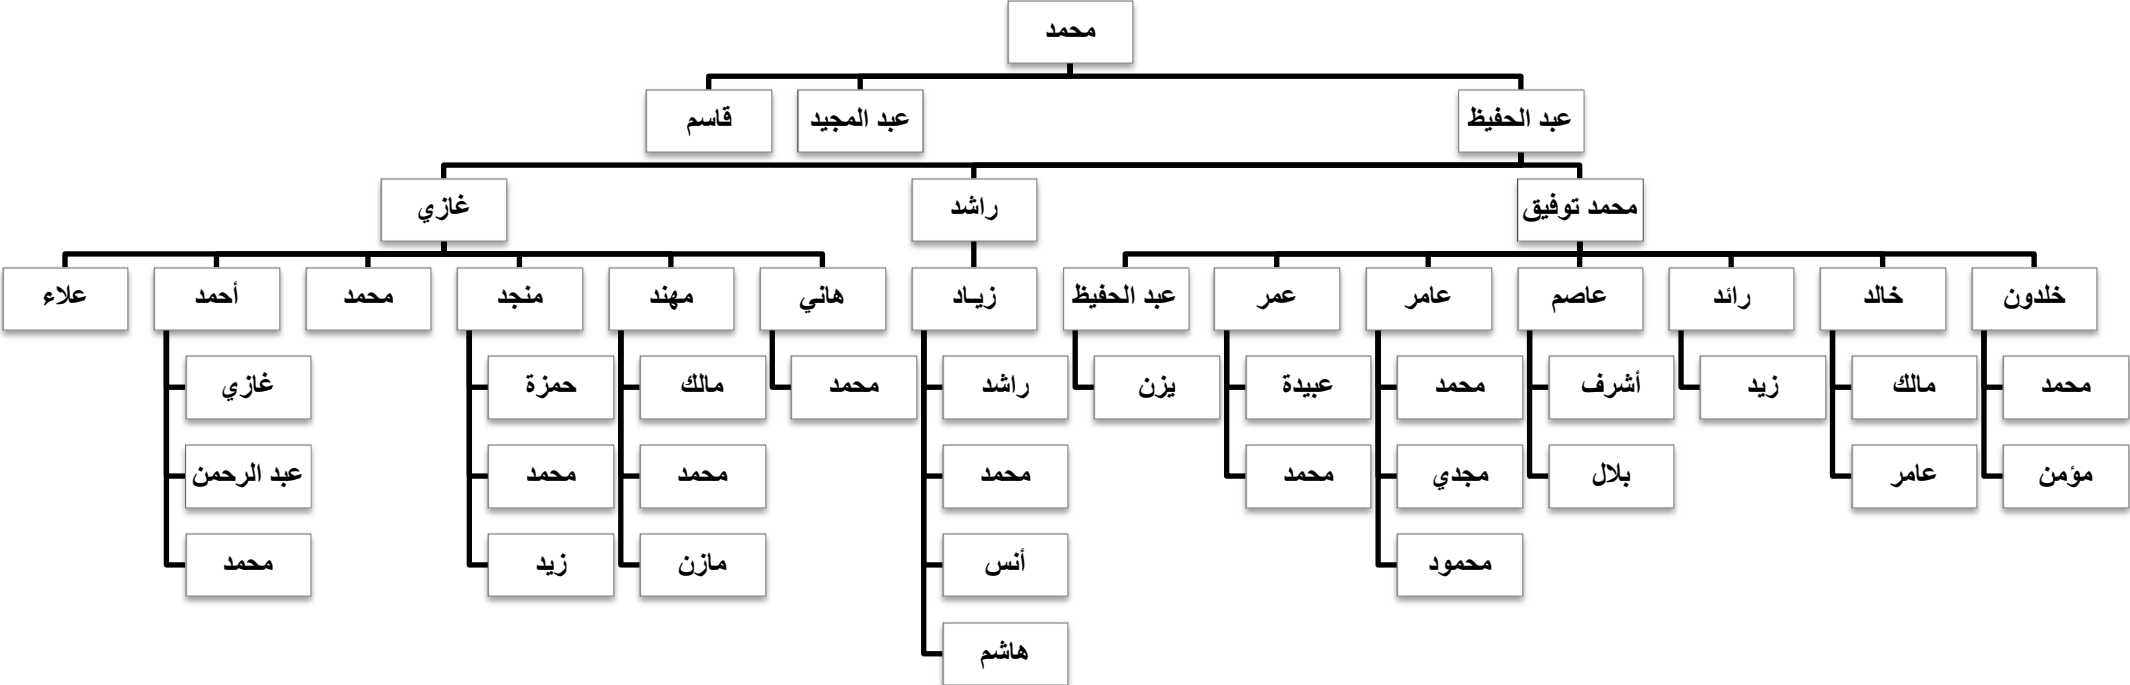 محمد
عبد الحفيظ
عبد المجيد
قاسم
محمد توفيق
راشد
غازي
خلدون
خالد
رائد
عاصم
عامر
عمر
عبد الحفيظ
زيـاد
هاني
مهند
منجد
محمد
أحمد
علاء
محمد
مالك
زيد
أشرف
محمد
عبيدة
يزن
راشد
محمد
مالك
حمزة
غازي
مؤمن
عامر
بلال
مجدي
محمد
محمد
محمد
محمد
عبد الرحمن
محمود
أنس
مازن
زيد
محمد
هاشم